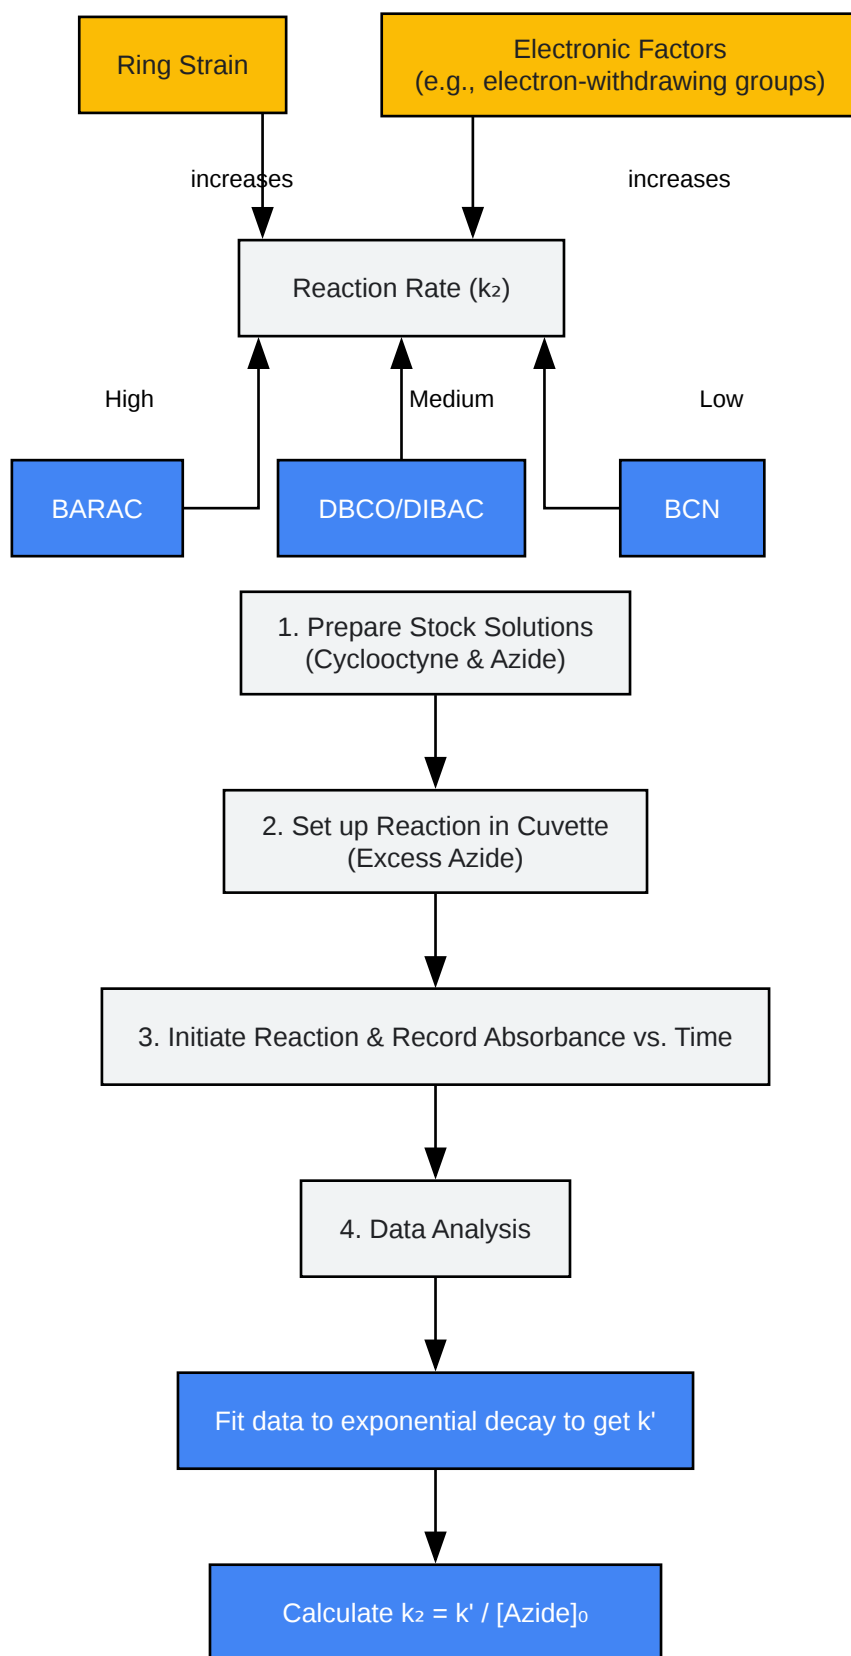 Ring Strain
Electronic Factors
(e.g., electron-withdrawing groups)
increases
increases
Reaction Rate (k₂)
High
Medium
Low
BARAC
DBCO/DIBAC
BCN
1. Prepare Stock Solutions
(Cyclooctyne & Azide)
2. Set up Reaction in Cuvette
(Excess Azide)
3. Initiate Reaction & Record Absorbance vs. Time
4. Data Analysis
Fit data to exponential decay to get k'
Calculate k₂ = k' / [Azide]₀